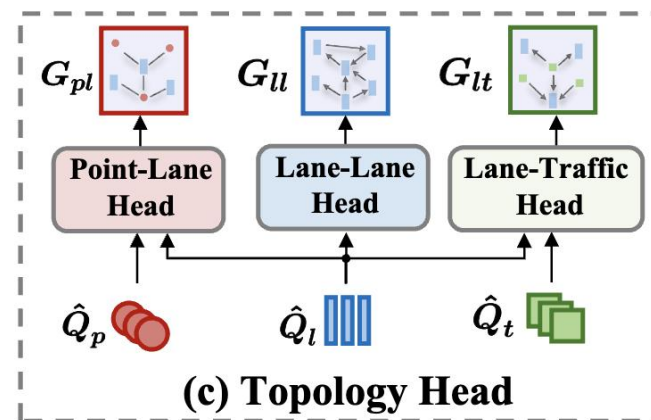 G_pl G_ll G_lt
Point-Lane Head
Lane-Lane Head
Lane-Traffic Head
Q̂_p Q̂_l Q̂_t
(c) Topology Head